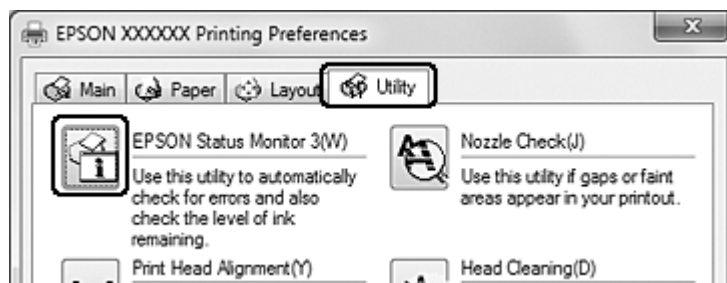 EPSON XXXXXX Printing Preferences
Main Paper Layout Utility
EPSON Status Monitor 3(W)
Use this utility to automatically
check for errors and also
check the level of ink
remaining.
Nozzle Check(J)
Use this utility if gaps or faint
areas appear in your printout.
Print Head Alignment(Y)
Head Cleaning(D)